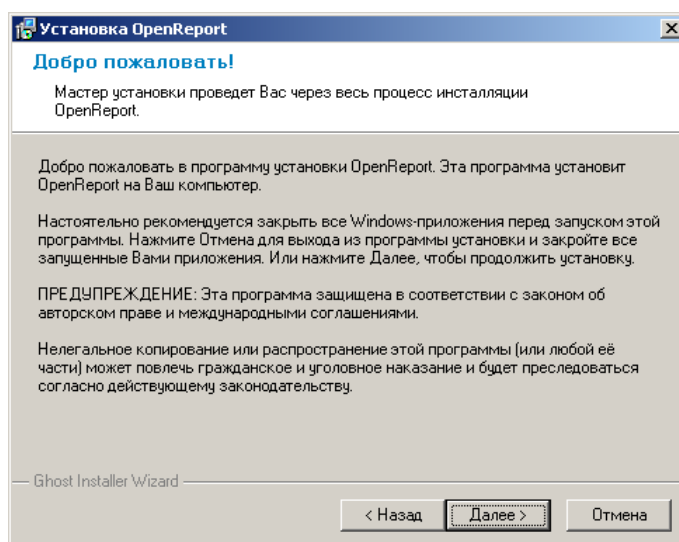 Установка OpenReport
Добро пожаловать!
Мастер установки проведет Вас через весь процесс инсталляции
OpenReport.
Добро пожаловать в программу установки OpenReport. Эта программа установит
OpenReport на Ваш компьютер.
Настоятельно рекомендуется закрыть все Windows-приложения перед запуском этой
программы. Нажмите Отмена для выхода из программы установки и закройте все
запущенные Вами приложения. Или нажмите Далее, чтобы продолжить установку.
ПРЕДУПРЕЖДЕНИЕ: Эта программа защищена в соответствии с законом об
авторском праве и международными соглашениями.
Нелегальное копирование или распространение этой программы (или любой её
части) может повлечь гражданское и уголовное наказание и будет преследоваться
согласно действующему законодательству.
Ghost Installer Wizard
< Назад Далее > Отмена